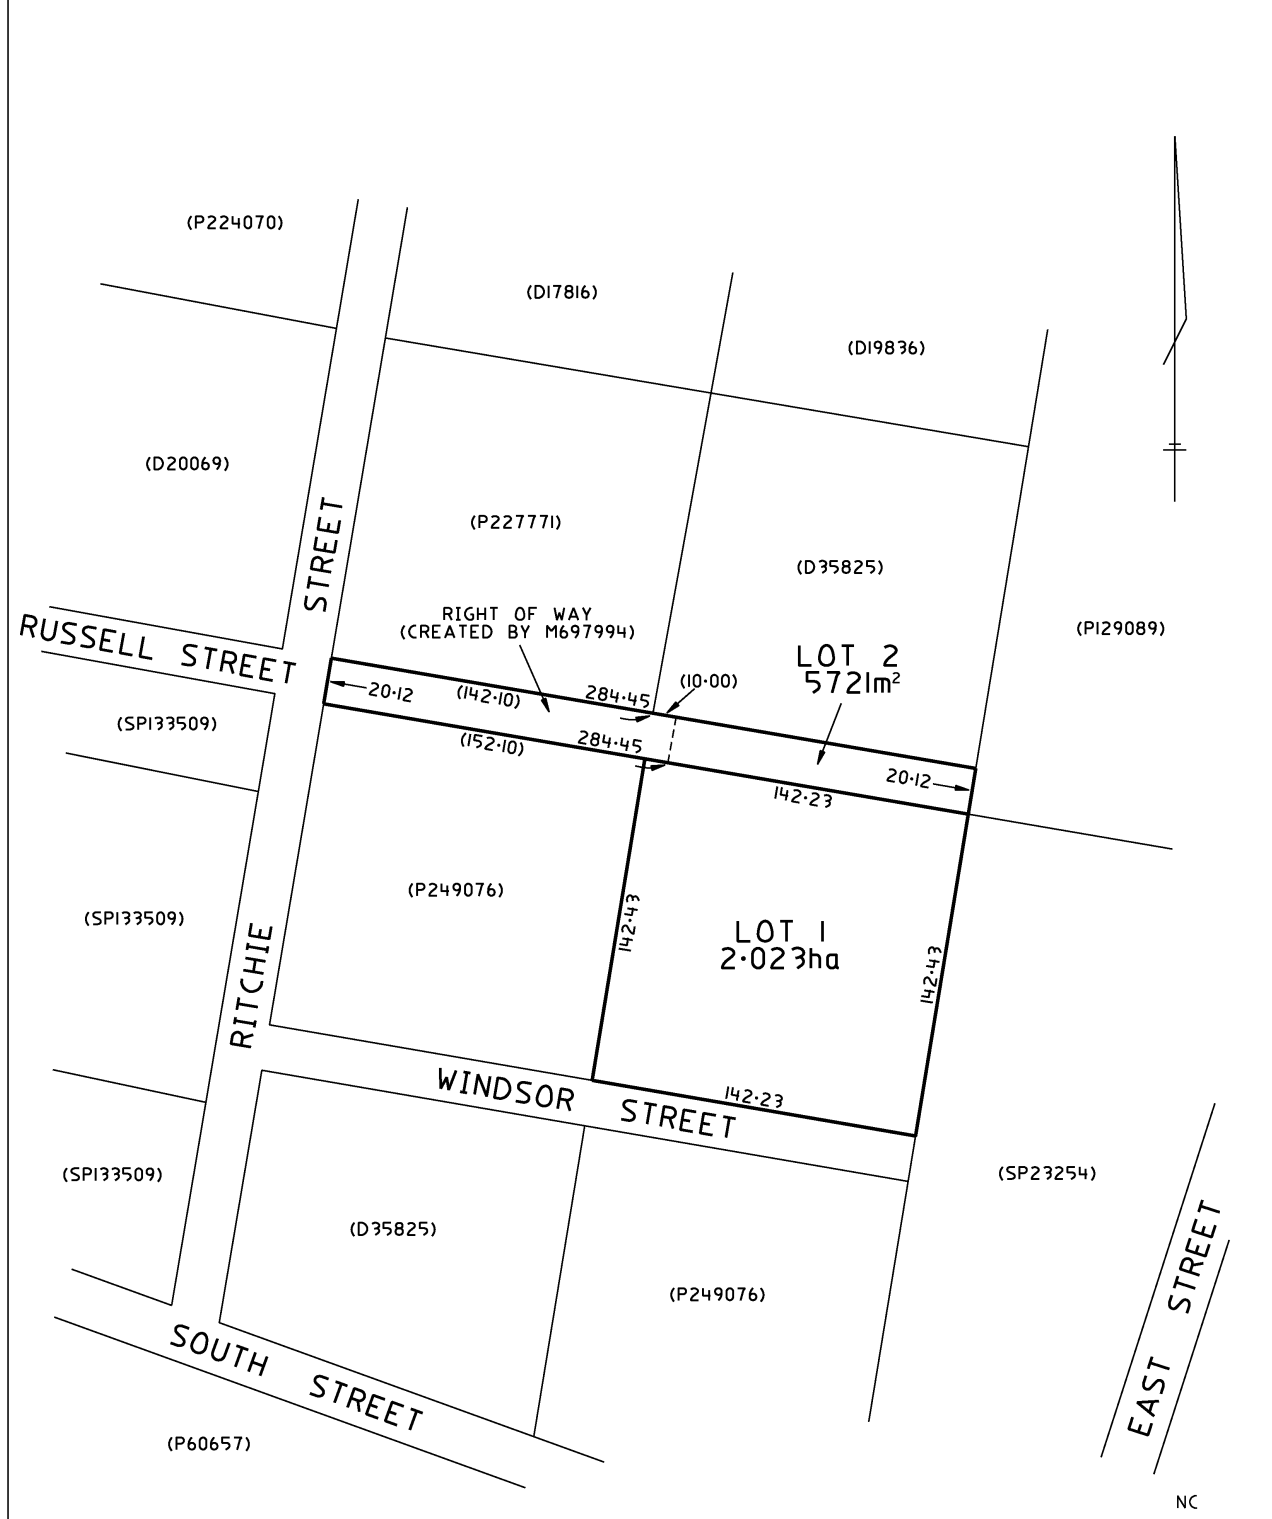 (P224070)
(D17816)
(D19836)
(D20069)
STREET
(P227771)
(D35825)
RIGHT OF WAY
(CREATED BY M697994)
(P129089)
RUSSELL STREET
LOT 2
5721m²
20·12
(142·10)
284·45
(10·00)
(SP133509)
(152·10)
284·45
20·12
142·23
(P249076)
(SP133509)
142·43
LOT 1
2·023ha
142·43
RITCHIE
WINDSOR STREET
142·23
(SP133509)
(D35825)
(SP23254)
(P249076)
EAST STREET
SOUTH STREET
(P60657)
NC